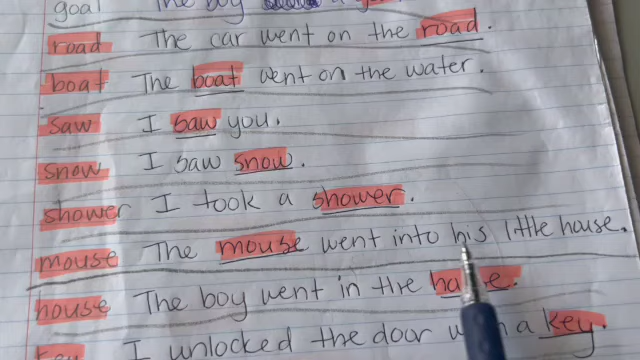 goal The boy a
road The car went on the road.
boat The boat went on the water.
saw I saw you.
snow I saw snow.
shower I took a shower.
mouse The mouse went into his little house.
house The boy went in the
key I unlocked the door a key.